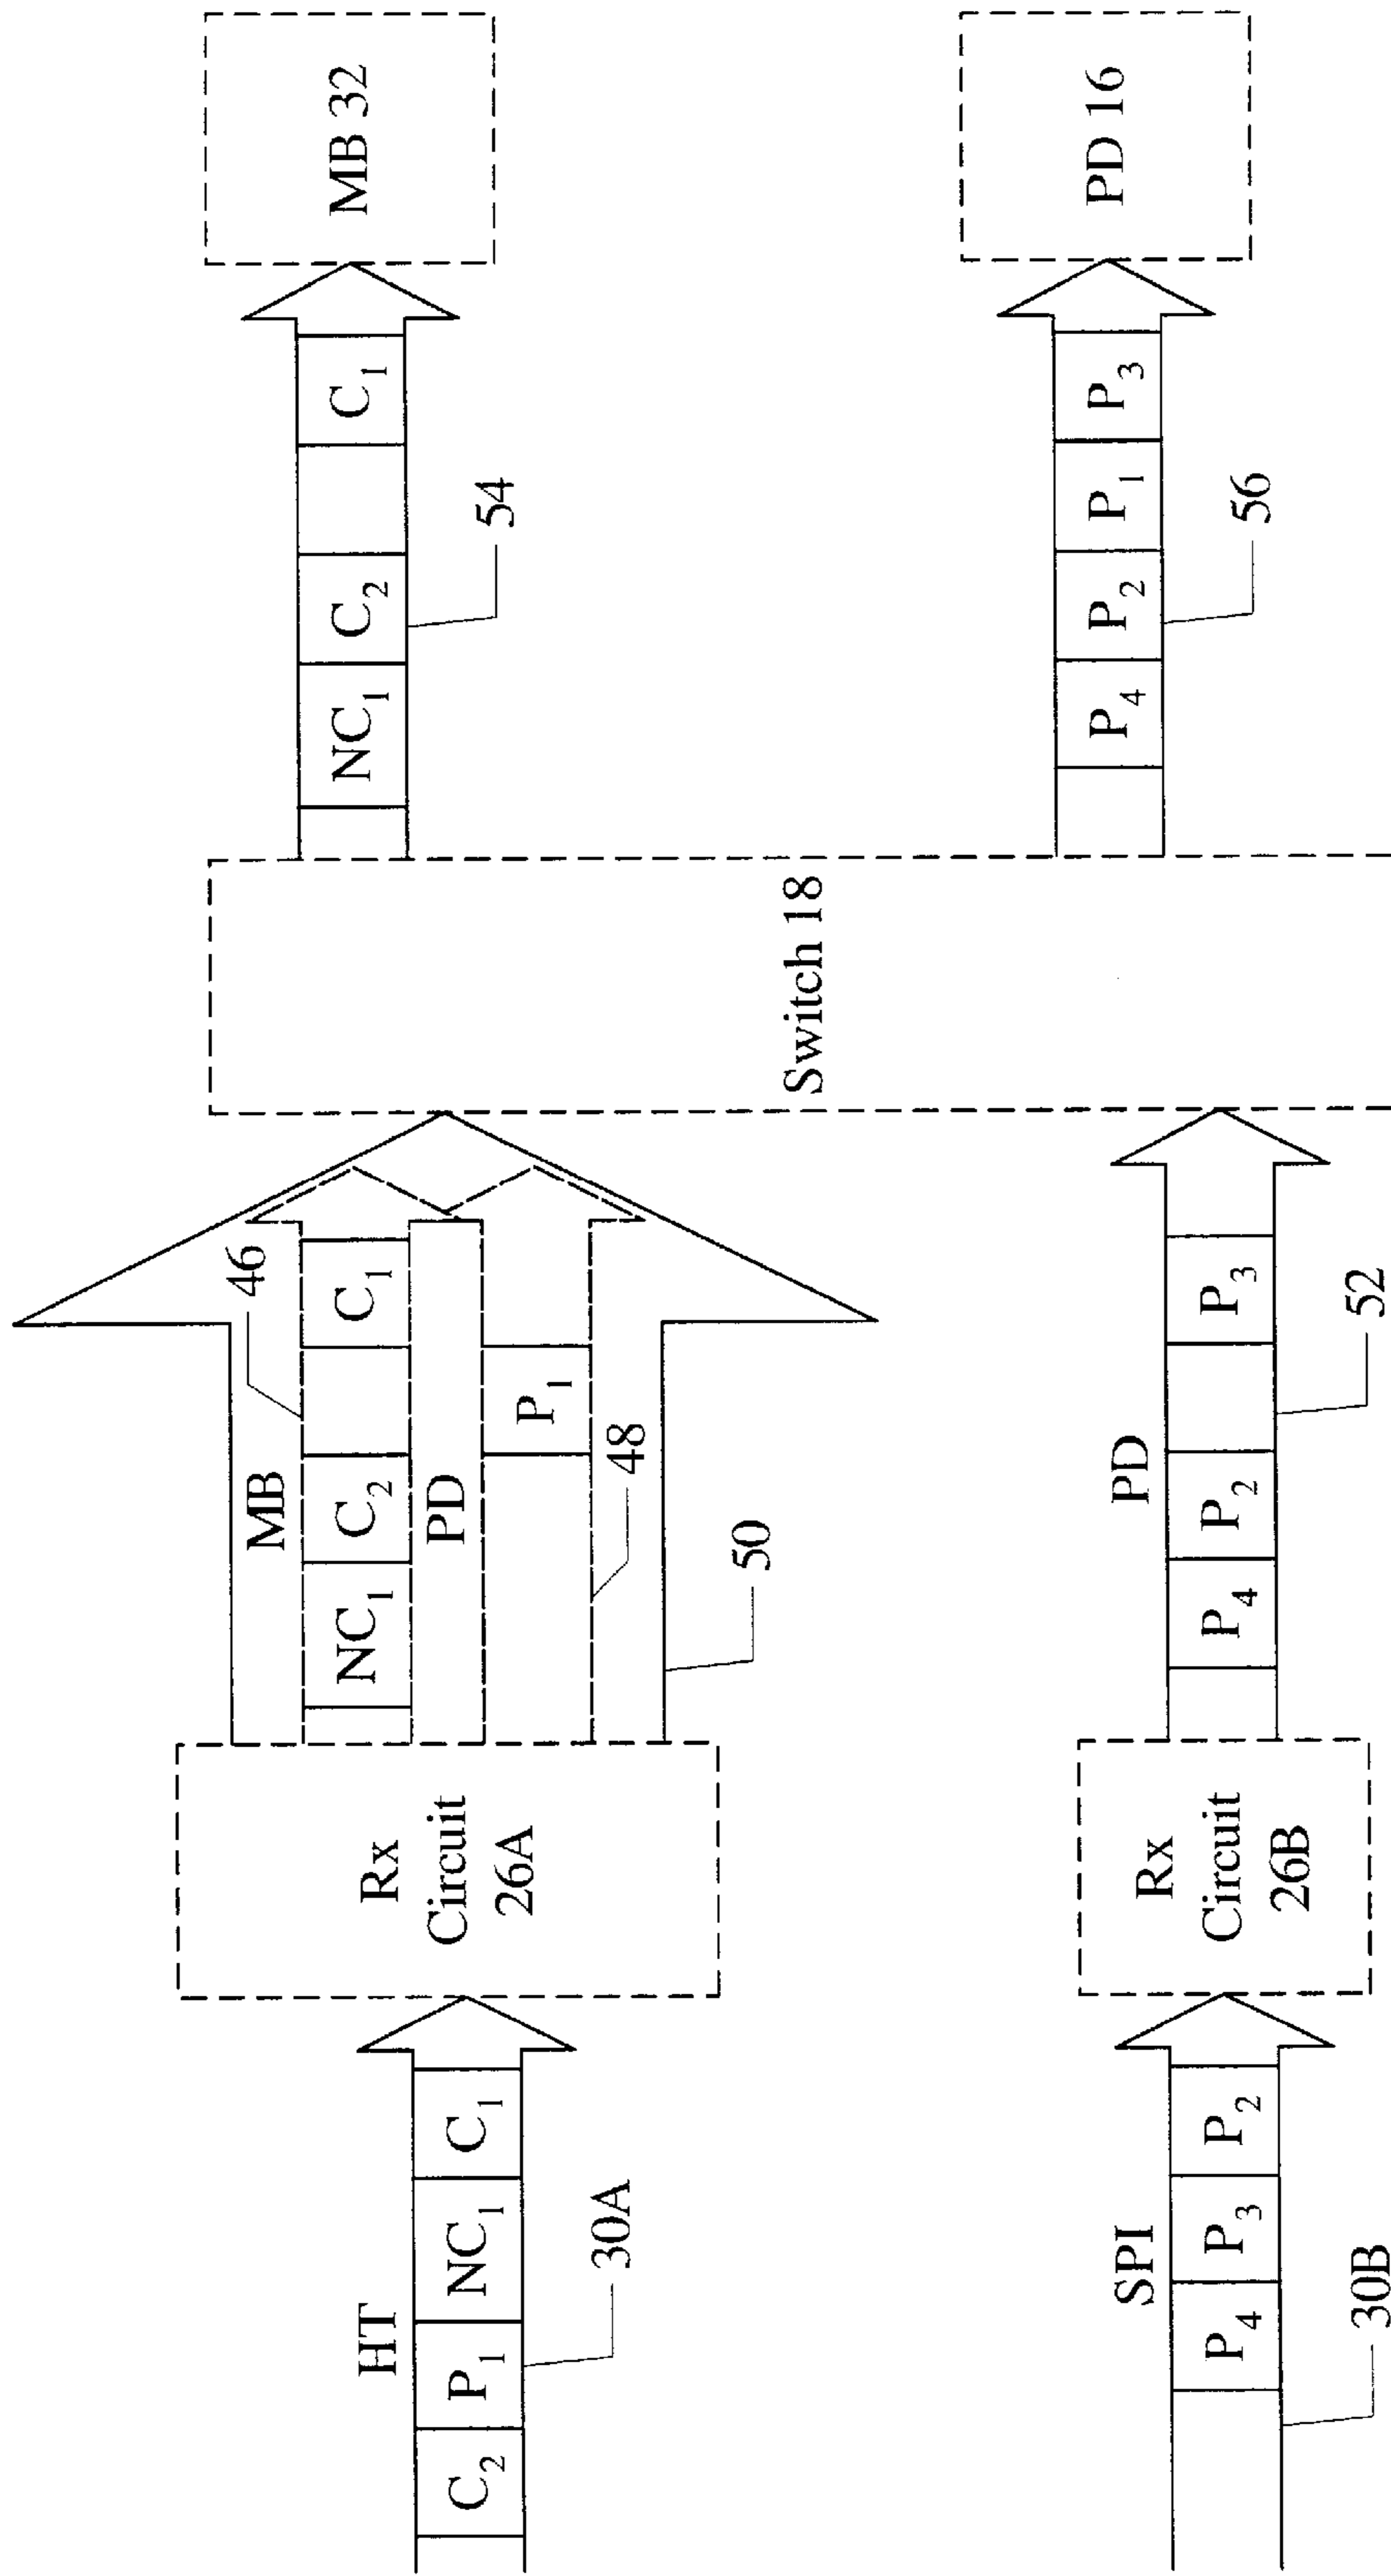 HT
C2 P1 NC1 C1
30A
Rx
Circuit
26A
46
MB
NC1 C2 C1
PD
P1
48
50
Switch 18
NC1 C2 C1
54
MB 32
SPI
P4 P3 P2
30B
Rx
Circuit
26B
PD
P4 P2 P3
52
P4 P2 P1 P3
56
PD 16